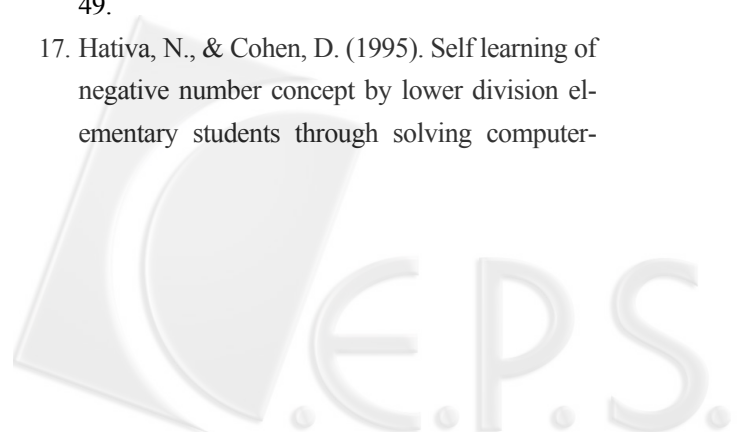 49.
17. Hativa, N., & Cohen, D. (1995). Self learning of
negative number concept by lower division el-
ementary students through solving computer-
C.E.P.S.